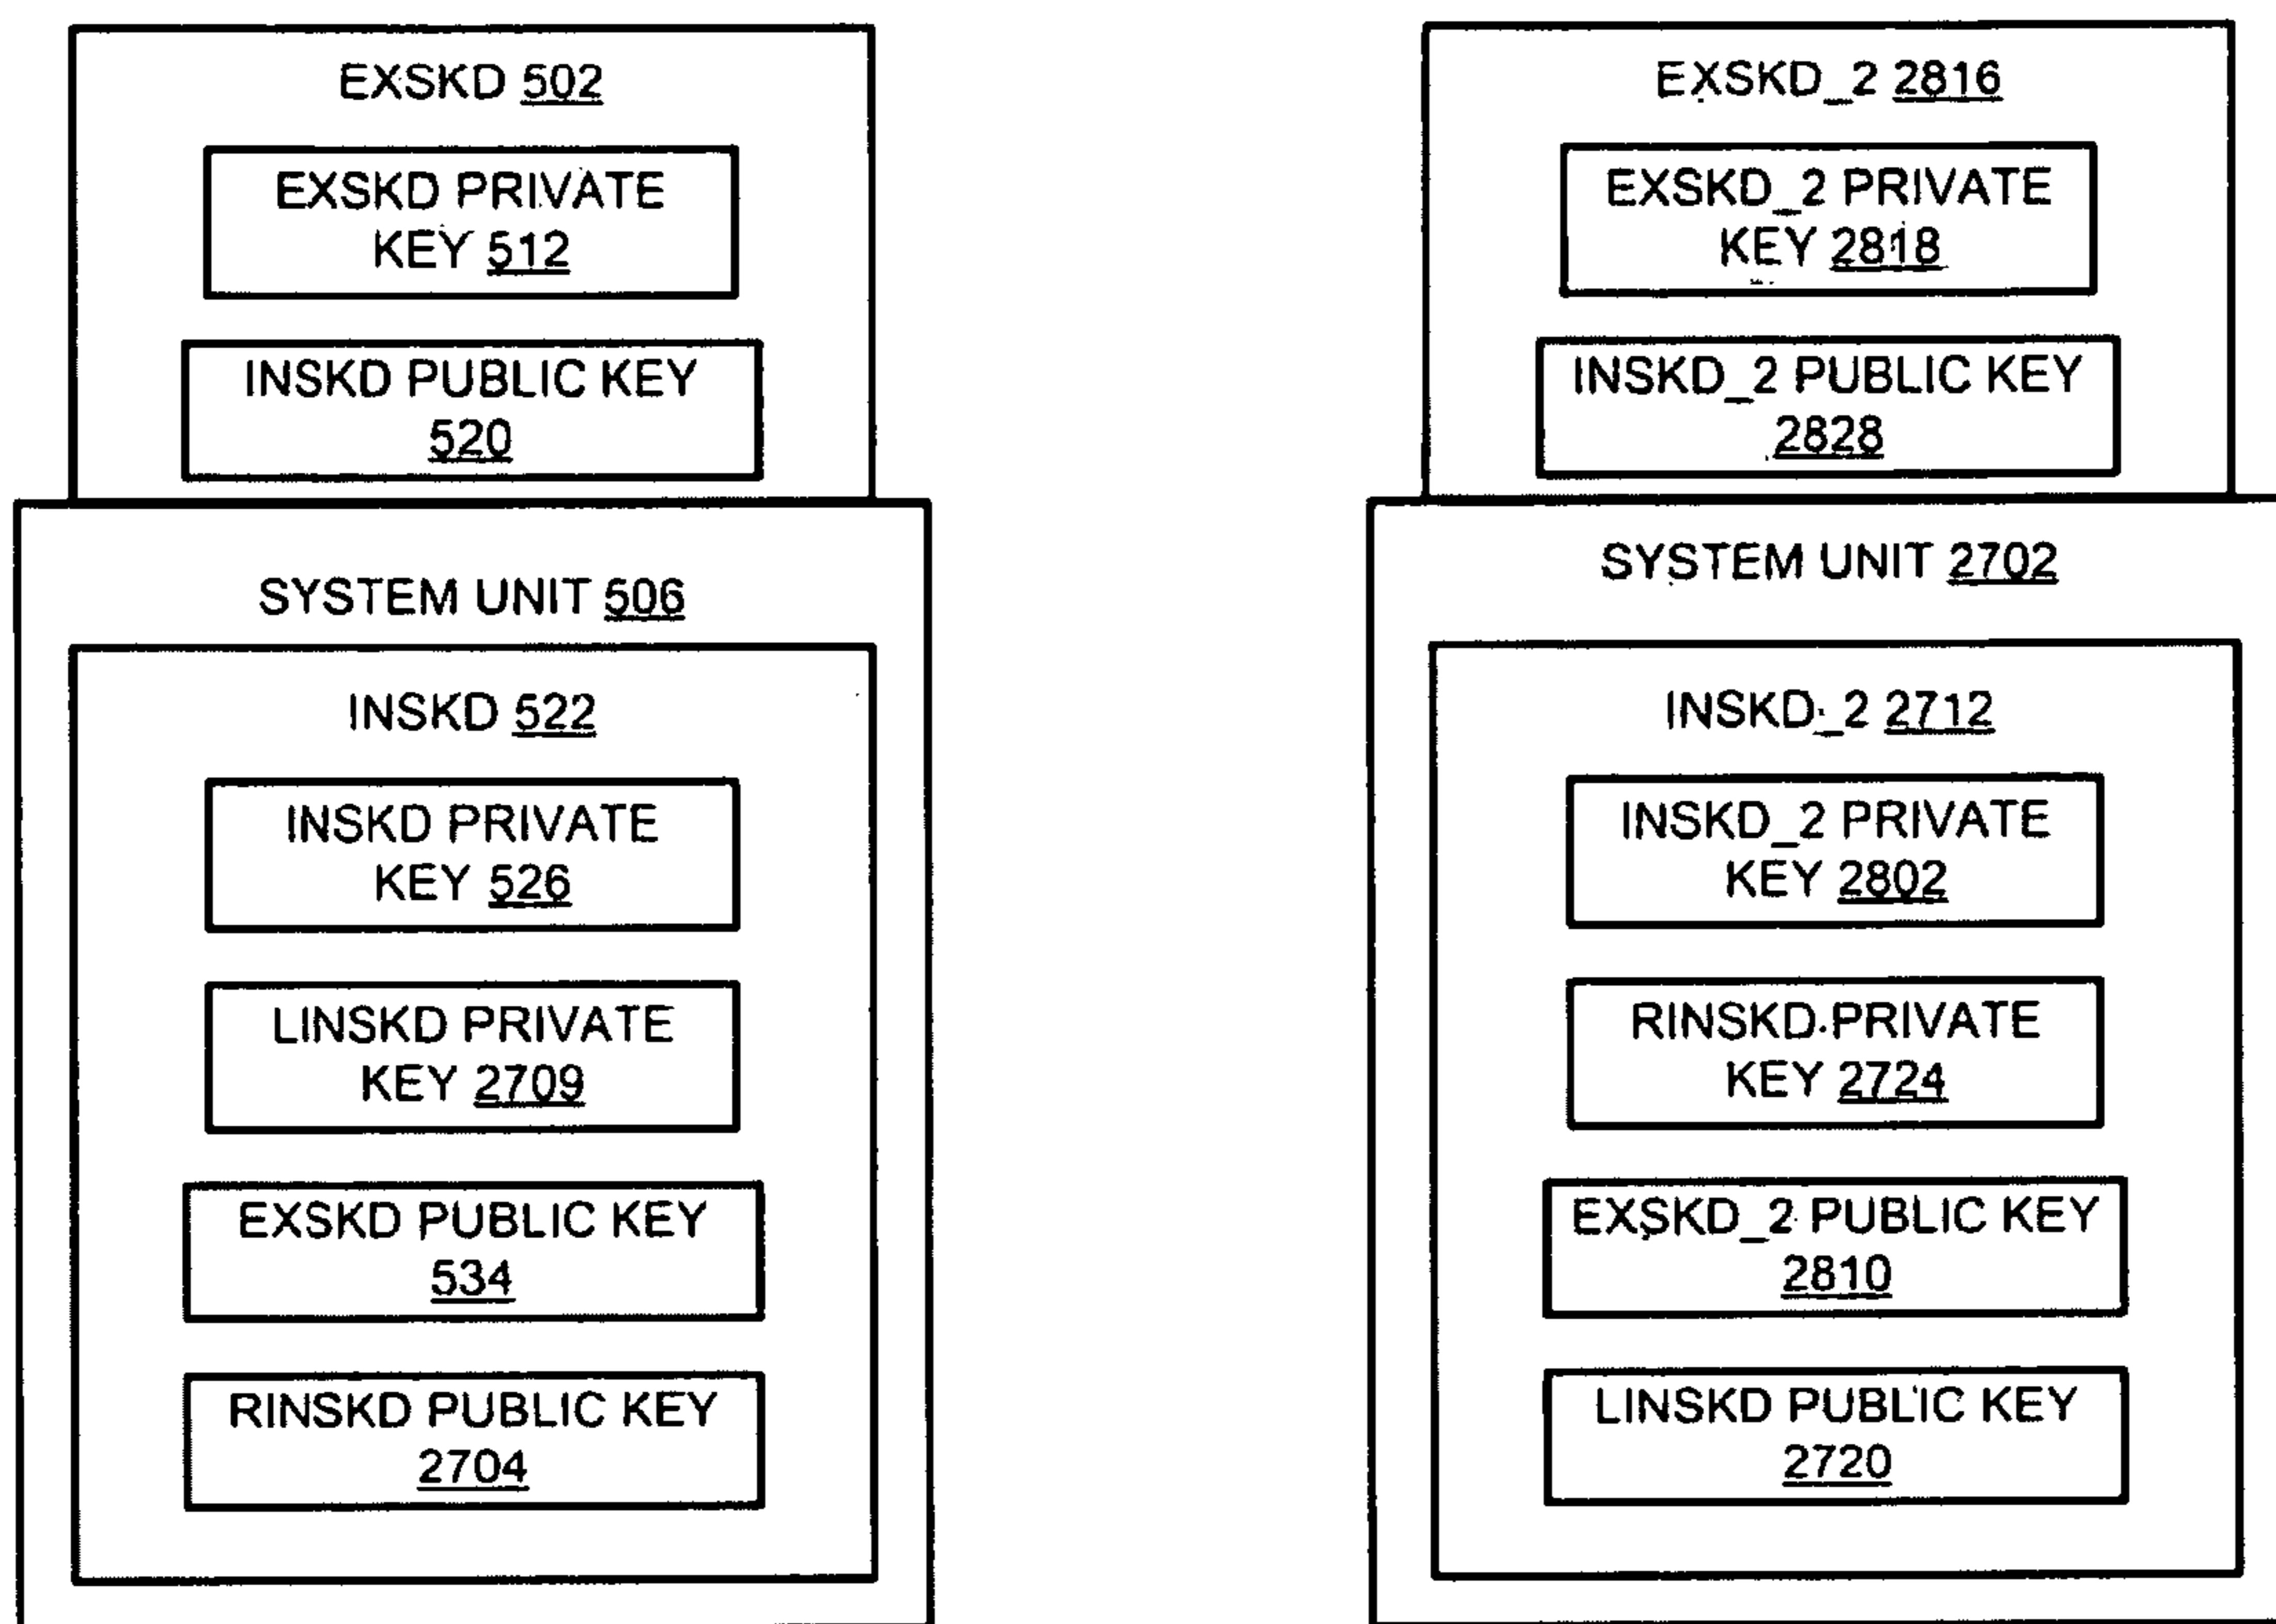 EXSKD 502
EXSKD PRIVATE
KEY 512
INSKD PUBLIC KEY
520
SYSTEM UNIT 506
INSKD 522
INSKD PRIVATE
KEY 526
LINSKD PRIVATE
KEY 2709
EXSKD PUBLIC KEY
534
RINSKD PUBLIC KEY
2704
EXSKD_2 2816
EXSKD_2 PRIVATE
KEY 2818
INSKD_2 PUBLIC KEY
2828
SYSTEM UNIT 2702
INSKD_2 2712
INSKD_2 PRIVATE
KEY 2802
RINSKD PRIVATE
KEY 2724
EXSKD_2 PUBLIC KEY
2810
LINSKD PUBLIC KEY
2720